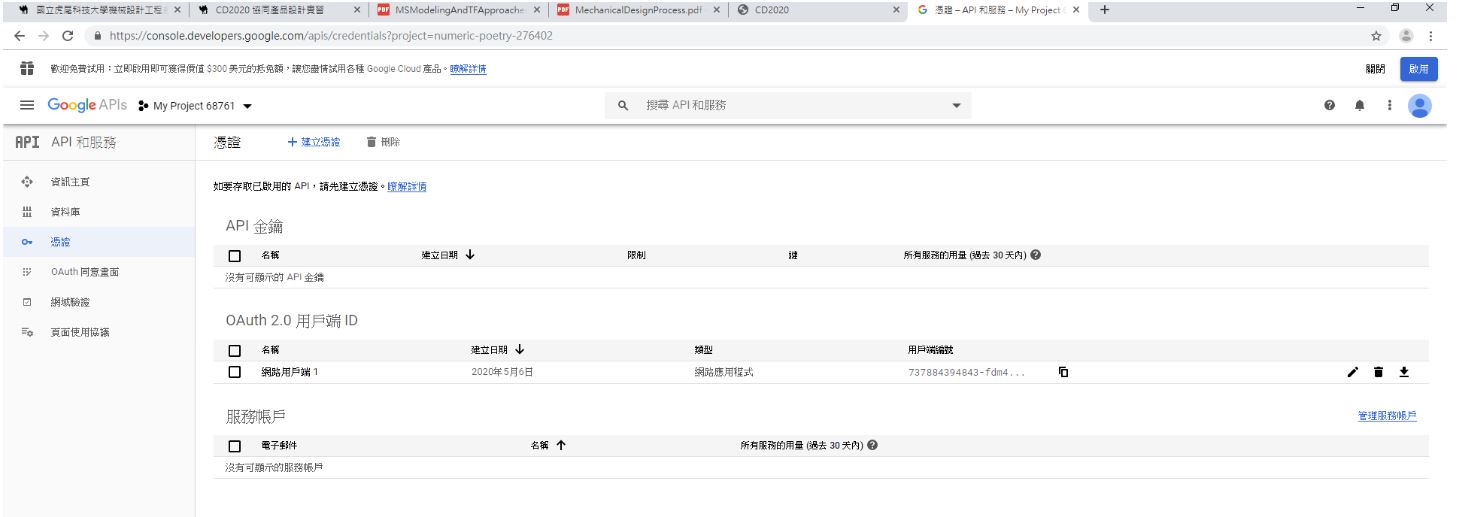 國立虎尾科技大學機械設計工程
CD2020 協同產品設計實習
MSModelingAndTFApproache
MechanicalDesignProcess.pdf
CD2020
憑證 – API 和服務 – My Project 6
https://console.developers.google.com/apis/credentials?project=numeric-poetry-276402
歡迎免費試用:立即啟用即可獲得價值 $300 美元的抵免額,讓您盡情試用各種 Google Cloud 產品。瞭解詳情
關閉
啟用
Google APIs
My Project 68761
搜尋 API 和服務
API
API 和服務
憑證
建立憑證
刪除
資訊主頁
資料庫
憑證
OAuth 同意畫面
網域驗證
頁面使用協議
如要存取已啟用的 API,請先建立憑證。瞭解詳情
API 金鑰
名稱 建立日期 限制 鍵 所有服務的用量 (過去 30 天內)
沒有可顯示的 API 金鑰
OAuth 2.0 用戶端 ID
名稱 建立日期 類型 用戶端編號
網路用戶端 1 2020年5月6日 網路應用程式 737884394843-fdm4...
服務帳戶
管理服務帳戶
電子郵件 名稱 所有服務的用量 (過去 30 天內)
沒有可顯示的服務帳戶